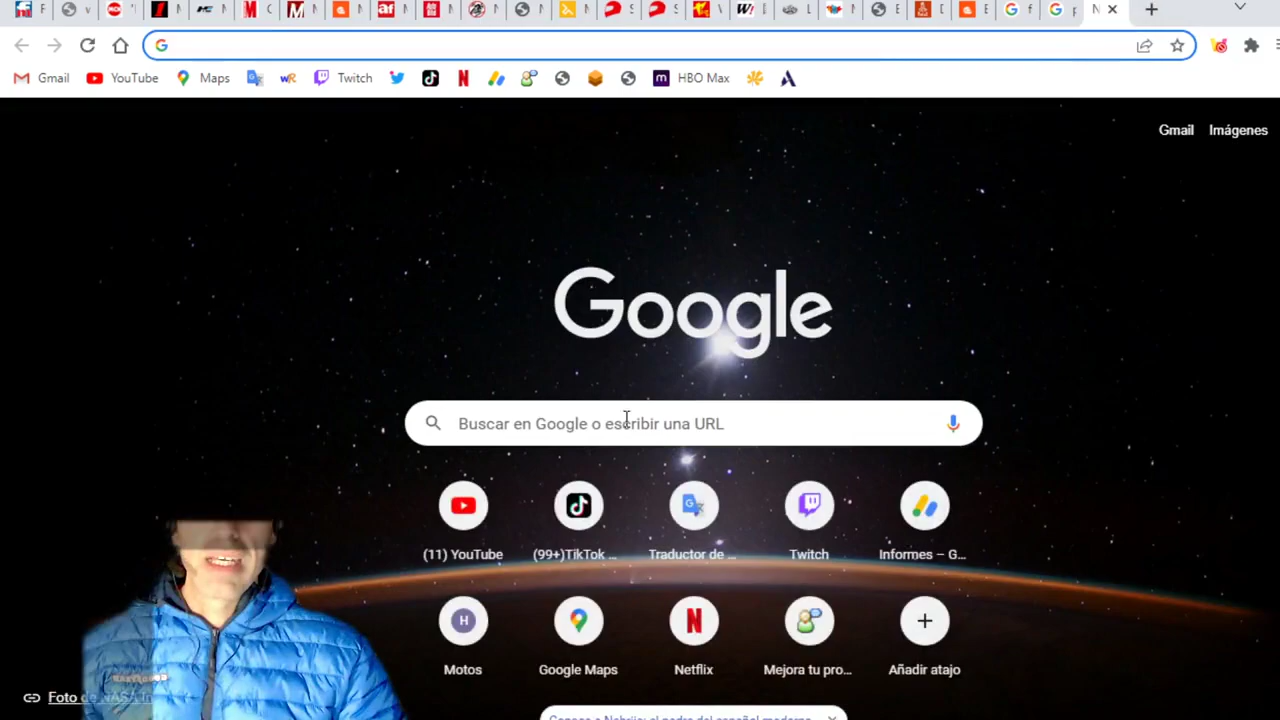 Gmail YouTube Maps Twitch HBO Max
Gmail Imágenes
Google
Buscar en Google o escribir una URL
(11) YouTube (99+)TikTok ... Traductor de ... Twitch Informes – G...
Motos Google Maps Netflix Mejora tu pro... Añadir atajo
Foto de NASA